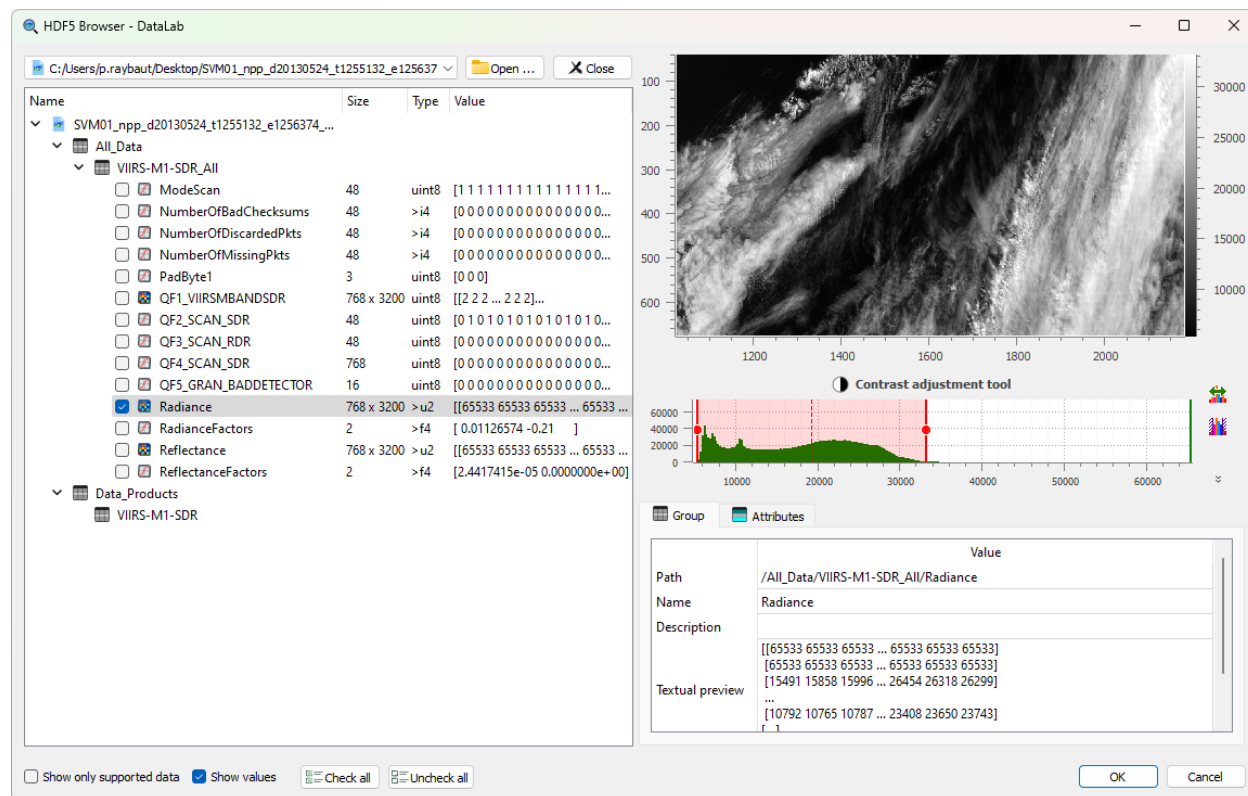 HDF5 Browser - DataLab
C:/Users/p.raybaut/Desktop/SVM01_npp_d20130524_t1255132_e125637
Open ...
Close
Name Size Type Value
SVM01_npp_d20130524_t1255132_e1256374_...
All_Data
VIIRS-M1-SDR_All
ModeScan 48 uint8 [1 1 1 1 1 1 1 1 1 1 1 1 1 1 1...
NumberOfBadChecksums 48 >i4 [0 0 0 0 0 0 0 0 0 0 0 0 0 0 0...
NumberOfDiscardedPkts 48 >i4 [0 0 0 0 0 0 0 0 0 0 0 0 0 0 0...
NumberOfMissingPkts 48 >i4 [0 0 0 0 0 0 0 0 0 0 0 0 0 0 0...
PadByte1 3 uint8 [0 0 0]
QF1_VIIRSMBANDSDR 768 x 3200 uint8 [[2 2 2 ... 2 2 2]...
QF2_SCAN_SDR 48 uint8 [0 1 0 1 0 1 0 1 0 1 0 1 0 1 0...
QF3_SCAN_RDR 48 uint8 [0 0 0 0 0 0 0 0 0 0 0 0 0 0 0...
QF4_SCAN_SDR 768 uint8 [0 0 0 0 0 0 0 0 0 0 0 0 0 0 0...
QF5_GRAN_BADDETECTOR 16 uint8 [0 0 0 0 0 0 0 0 0 0 0 0 0 0 0...
Radiance 768 x 3200 >u2 [[65533 65533 65533 ... 65533 ...
RadianceFactors 2 >f4 [ 0.01126574 -0.21 ]
Reflectance 768 x 3200 >u2 [[65533 65533 65533 ... 65533 ...
ReflectanceFactors 2 >f4 [2.4417415e-05 0.0000000e+00]
Data_Products
VIIRS-M1-SDR
Show only supported data
Show values
Check all
Uncheck all
100
200
300
400
500
600
1200 1400 1600 1800 2000
30000
25000
20000
15000
10000
Contrast adjustment tool
60000
40000
20000
0
10000 20000 30000 40000 50000 60000
Group Attributes
Value
Path /All_Data/VIIRS-M1-SDR_All/Radiance
Name Radiance
Description
Textual preview
[[65533 65533 65533 ... 65533 65533 65533]
[65533 65533 65533 ... 65533 65533 65533]
[15491 15858 15996 ... 26454 26318 26299]
...
[10792 10765 10787 ... 23408 23650 23743]
OK
Cancel